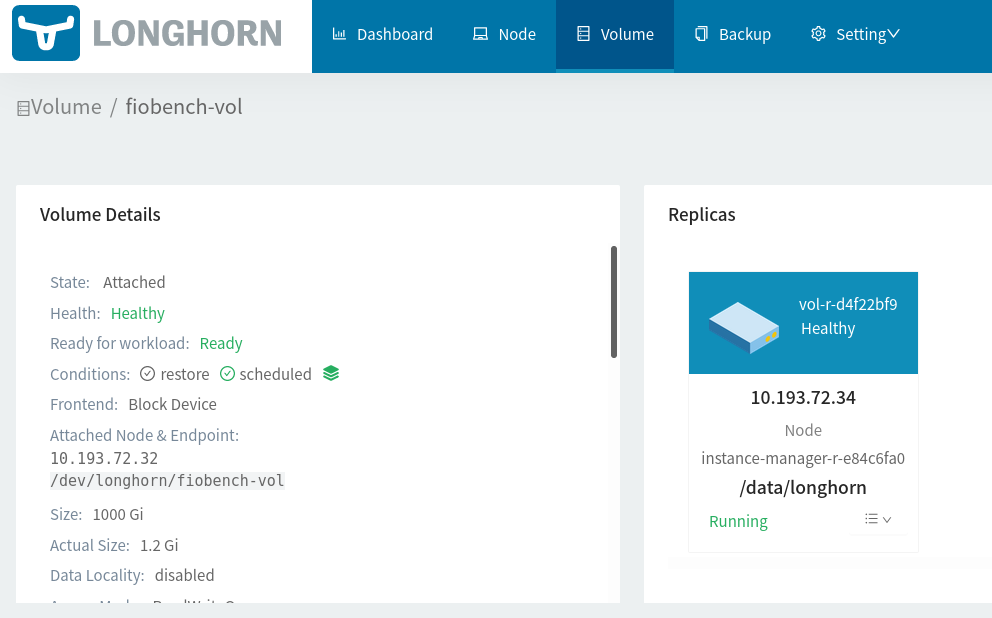 LONGHORN
Dashboard Node Volume Backup Setting
Volume / fiobench-vol
Volume Details
State: Attached
Health: Healthy
Ready for workload: Ready
Conditions: restore scheduled
Frontend: Block Device
Attached Node & Endpoint:
10.193.72.32
/dev/longhorn/fiobench-vol
Size: 1000 Gi
Actual Size: 1.2 Gi
Data Locality: disabled
Replicas
vol-r-d4f22bf9
Healthy
10.193.72.34
Node
instance-manager-r-e84c6fa0
/data/longhorn
Running